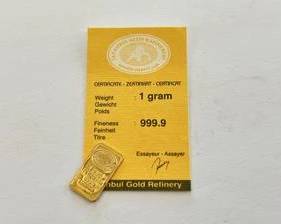 CERTIFICATE - ZERTIFIKAT - CERTIFICAT
Weight
Gewicht
Poids
: 1 gram
Fineness
Feinheit
Titre
: 999.9
Essayeur - Assayer
nbul Gold Refinery